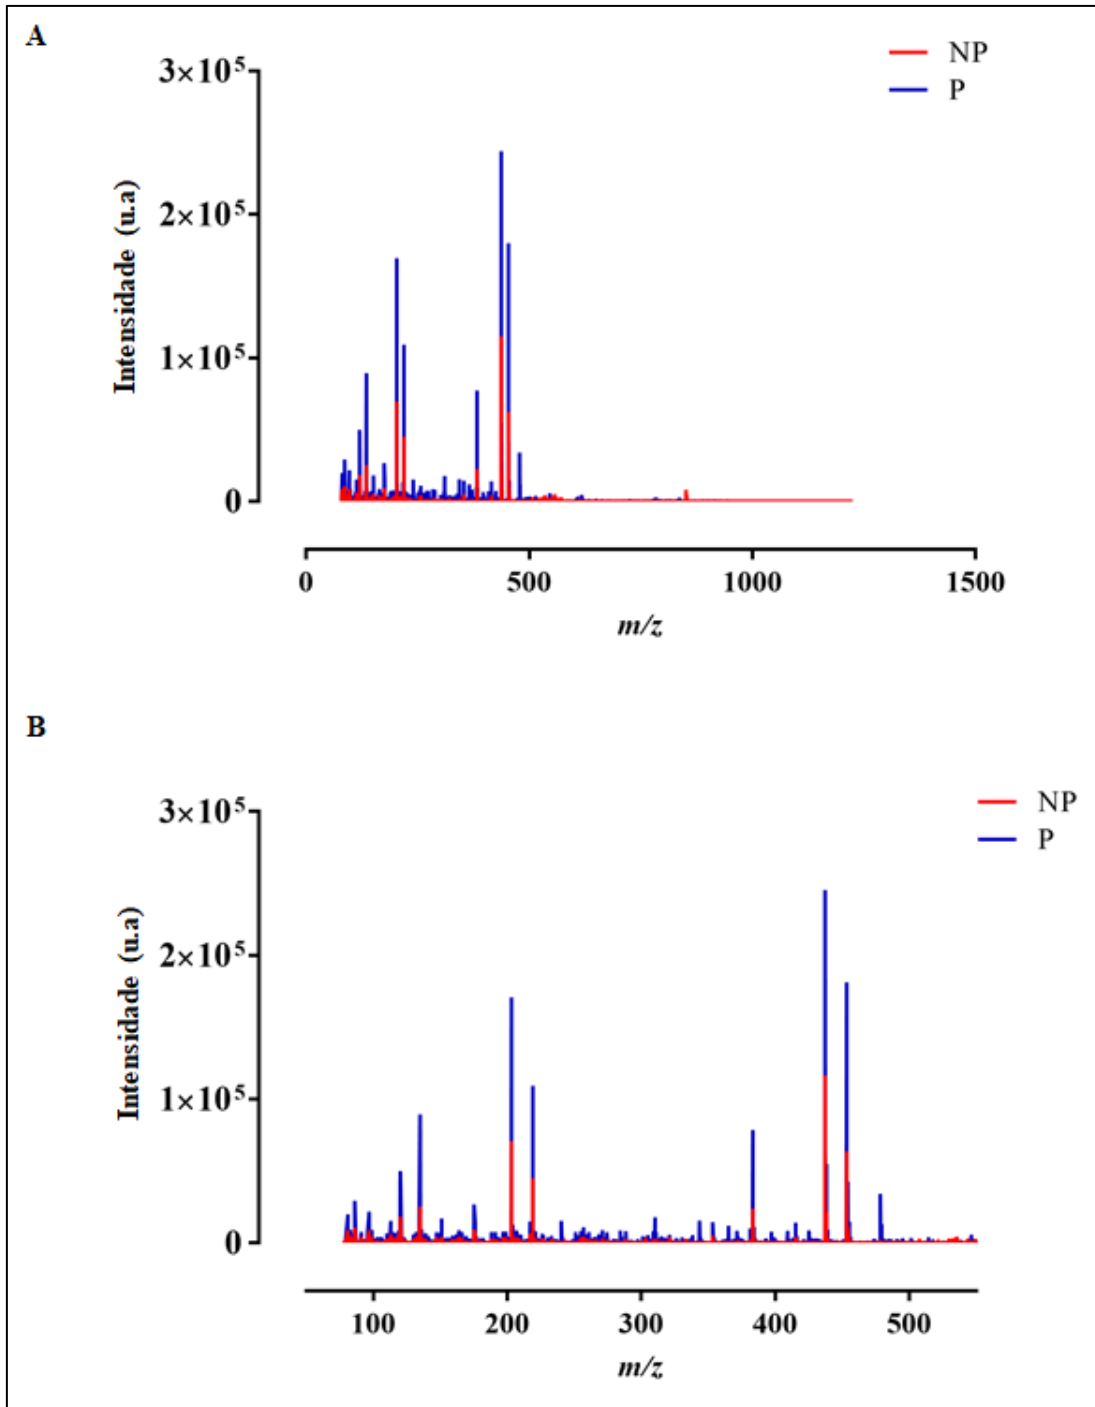 A
NP
P
3×10⁵
2×10⁵
1×10⁵
0
Intensidade (u.a)
0 500 1000 1500
m/z
B
NP
P
3×10⁵
2×10⁵
1×10⁵
0
Intensidade (u.a)
100 200 300 400 500
m/z